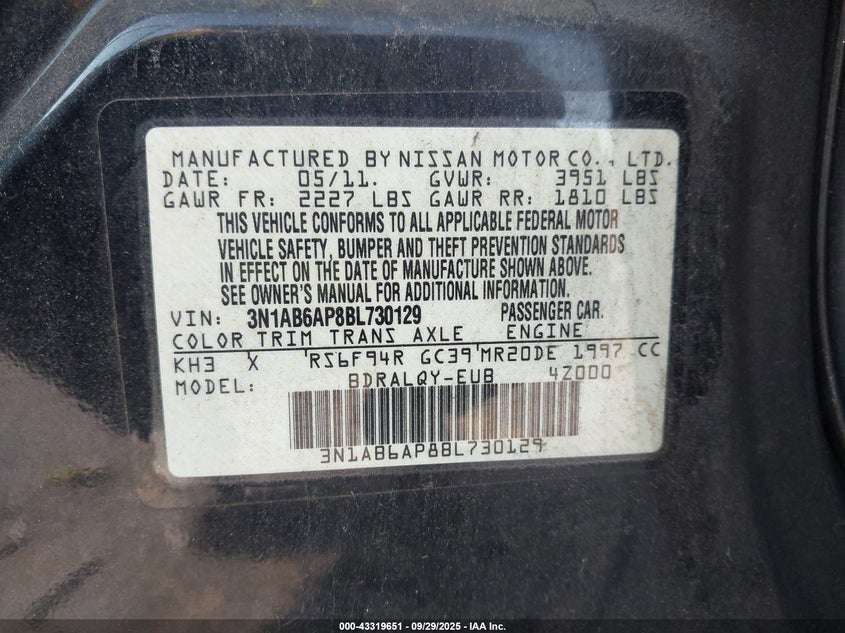 MANUFACTURED BY NISSAN MOTOR CO., LTD.
DATE: 05/11. GVWR: 3951 LBS
GAWR FR: 2227 LBS GAWR RR: 1810 LBS
THIS VEHICLE CONFORMS TO ALL APPLICABLE FEDERAL MOTOR
VEHICLE SAFETY, BUMPER AND THEFT PREVENTION STANDARDS
IN EFFECT ON THE DATE OF MANUFACTURE SHOWN ABOVE.
SEE OWNER'S MANUAL FOR ADDITIONAL INFORMATION.
VIN: 3N1AB6AP8BL730129 PASSENGER CAR.
COLOR TRIM TRANS AXLE ENGINE
KH3 X RS6F94R GC39 MR20DE 1997 CC
MODEL: BDRALQY-EUB 4Z000
3N1AB6AP8BL730129
000-43319651 | 09/29/2025 - IAA Inc.